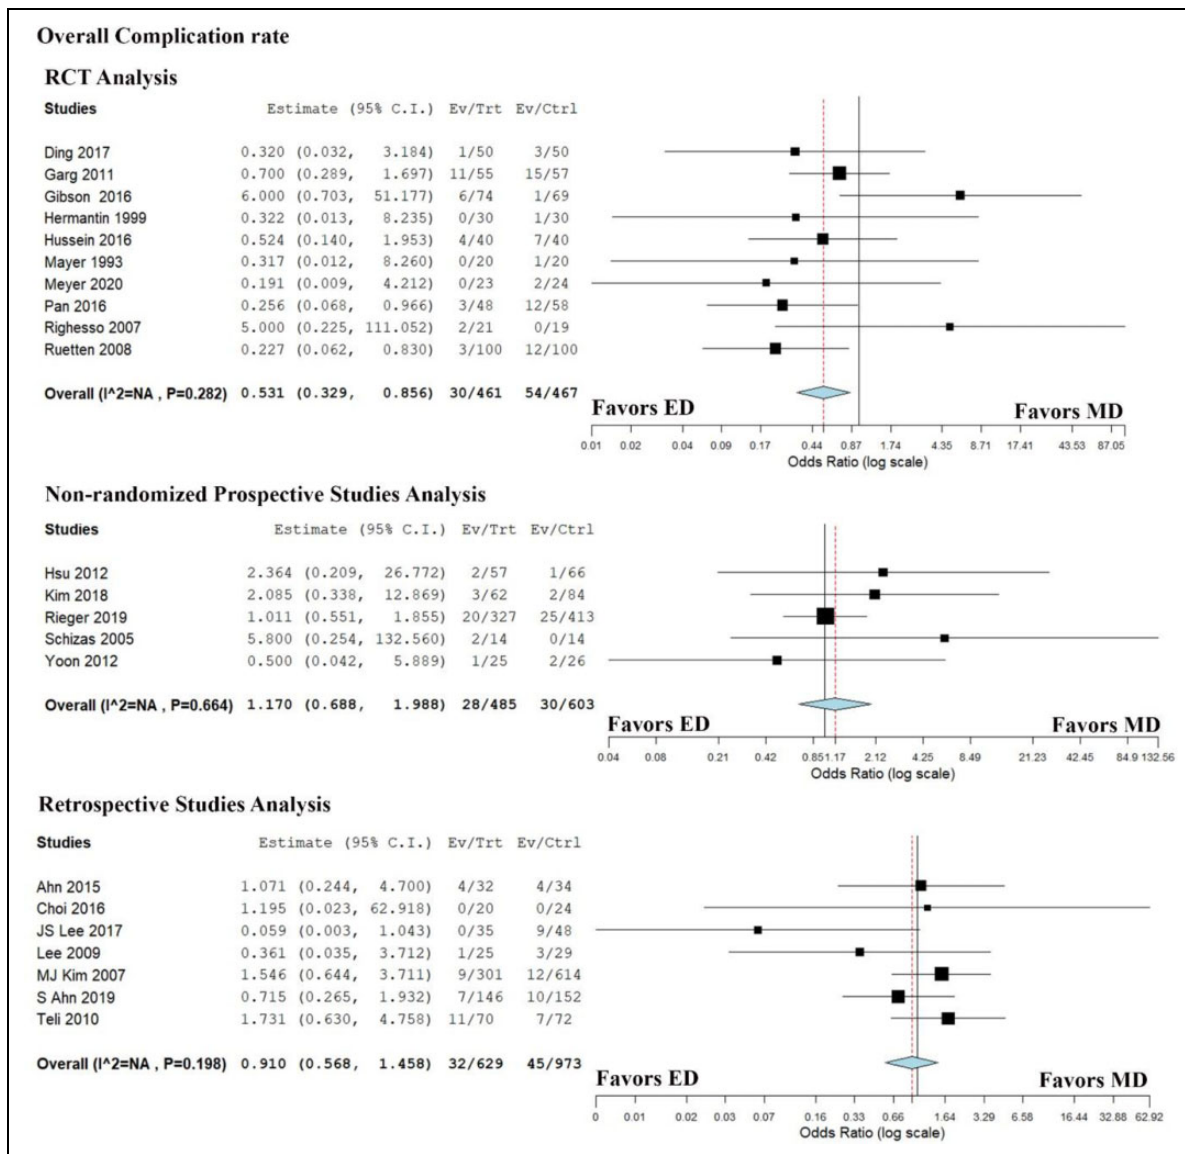 Overall Complication rate
RCT Analysis
Studies Estimate (95% C.I.) Ev/Trt Ev/Ctrl
Ding 2017 0.320 (0.032, 3.184) 1/50 3/50
Garg 2011 0.700 (0.289, 1.697) 11/55 15/57
Gibson 2016 6.000 (0.703, 51.177) 6/74 1/69
Hermantin 1999 0.322 (0.013, 8.235) 0/30 1/30
Hussein 2016 0.524 (0.140, 1.953) 4/40 7/40
Mayer 1993 0.317 (0.012, 8.260) 0/20 1/20
Meyer 2020 0.191 (0.009, 4.212) 0/23 2/24
Pan 2016 0.256 (0.068, 0.966) 3/48 12/58
Righesso 2007 5.000 (0.225, 111.052) 2/21 0/19
Ruetten 2008 0.227 (0.062, 0.830) 3/100 12/100
Overall (I^2=NA , P=0.282) 0.531 (0.329, 0.856) 30/461 54/467
Favors ED Favors MD
0.01 0.02 0.04 0.09 0.17 0.44 0.87 1.74 4.35 8.71 17.41 43.53 87.05
Odds Ratio (log scale)
Non-randomized Prospective Studies Analysis
Studies Estimate (95% C.I.) Ev/Trt Ev/Ctrl
Hsu 2012 2.364 (0.209, 26.772) 2/57 1/66
Kim 2018 2.085 (0.338, 12.869) 3/62 2/84
Rieger 2019 1.011 (0.551, 1.855) 20/327 25/413
Schizas 2005 5.800 (0.254, 132.560) 2/14 0/14
Yoon 2012 0.500 (0.042, 5.889) 1/25 2/26
Overall (I^2=NA , P=0.664) 1.170 (0.688, 1.988) 28/485 30/603
Favors ED Favors MD
0.04 0.08 0.21 0.42 0.851.17 2.12 4.25 8.49 21.23 42.45 84.9 132.56
Odds Ratio (log scale)
Retrospective Studies Analysis
Studies Estimate (95% C.I.) Ev/Trt Ev/Ctrl
Ahn 2015 1.071 (0.244, 4.700) 4/32 4/34
Choi 2016 1.195 (0.023, 62.918) 0/20 0/24
JS Lee 2017 0.059 (0.003, 1.043) 0/35 9/48
Lee 2009 0.361 (0.035, 3.712) 1/25 3/29
MJ Kim 2007 1.546 (0.644, 3.711) 9/301 12/614
S Ahn 2019 0.715 (0.265, 1.932) 7/146 10/152
Teli 2010 1.731 (0.630, 4.758) 11/70 7/72
Overall (I^2=NA , P=0.198) 0.910 (0.568, 1.458) 32/629 45/973
Favors ED Favors MD
0 0.01 0.02 0.03 0.07 0.16 0.33 0.66 1.64 3.29 6.58 16.44 32.88 62.92
Odds Ratio (log scale)